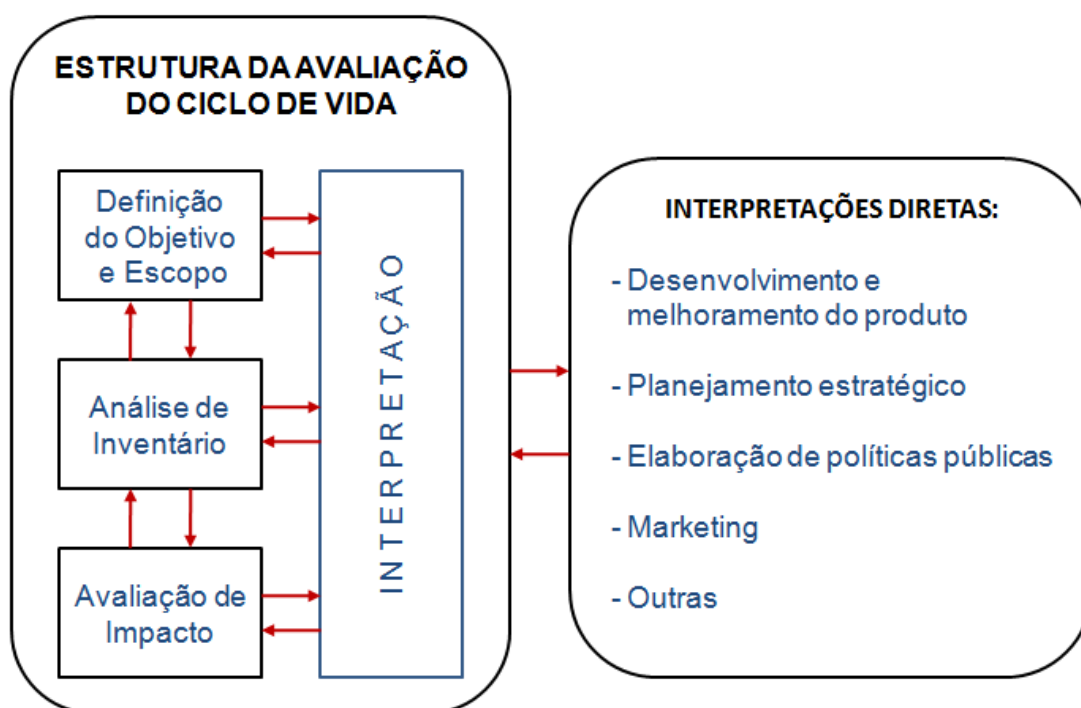 ESTRUTURA DA AVALIAÇÃO
DO CICLO DE VIDA
Definição
do Objetivo
e Escopo
Análise de
Inventário
Avaliação de
Impacto
INTERPRETAÇÃO
INTERPRETAÇÕES DIRETAS:
- Desenvolvimento e
melhoramento do produto
- Planejamento estratégico
- Elaboração de políticas públicas
- Marketing
- Outras